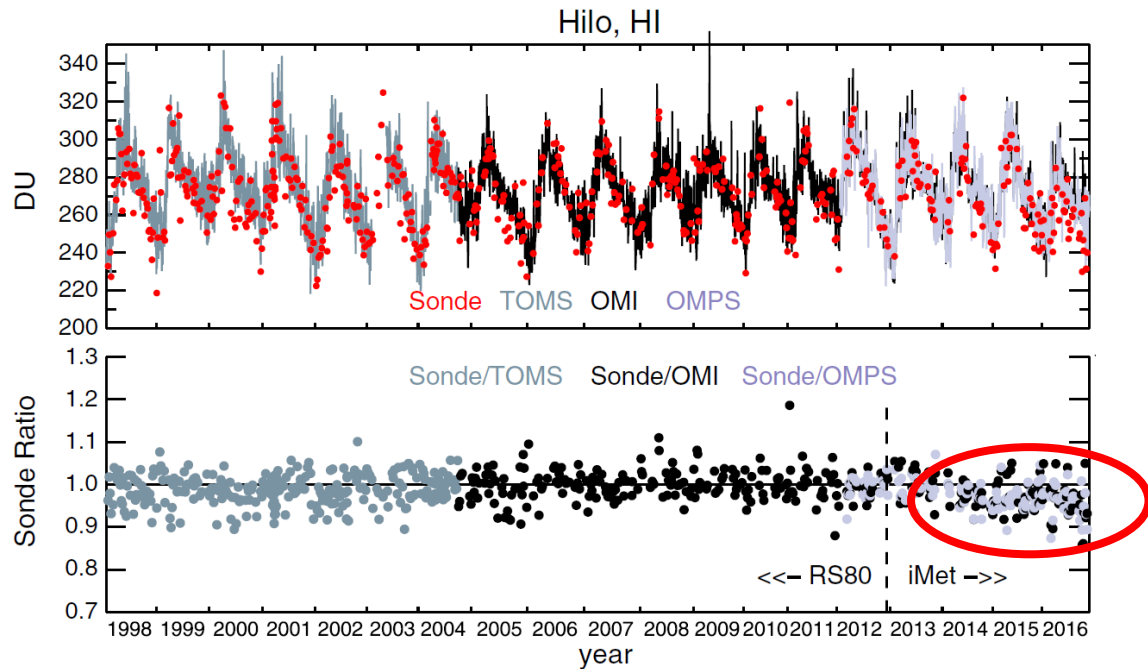 Hilo, HI
340
320
300
280
260
240
220
200
DU
Sonde TOMS OMI OMPS
1.3
1.2
1.1
1.0
0.9
0.8
0.7
Sonde Ratio
Sonde/TOMS Sonde/OMI Sonde/OMPS
<<– RS80 iMet –>>
1998 1999 2000 2001 2002 2003 2004 2005 2006 2007 2008 2009 2010 2011 2012 2013 2014 2015 2016
year